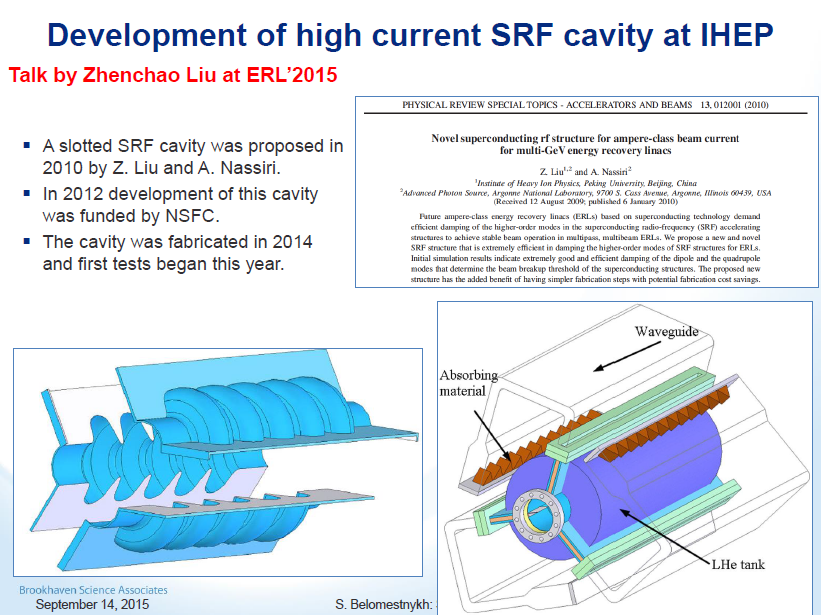 Development of high current SRF cavity at IHEP
Talk by Zhenchao Liu at ERL’2015
▪ A slotted SRF cavity was proposed in
2010 by Z. Liu and A. Nassiri.
▪ In 2012 development of this cavity
was funded by NSFC.
▪ The cavity was fabricated in 2014
and first tests began this year.
PHYSICAL REVIEW SPECIAL TOPICS - ACCELERATORS AND BEAMS 13, 012001 (2010)
Novel superconducting rf structure for ampere-class beam current
for multi-GeV energy recovery linacs
Z. Liu1,2 and A. Nassiri2
1Institute of Heavy Ion Physics, Peking University, Beijing, China
2Advanced Photon Source, Argonne National Laboratory, 9700 S. Cass Avenue, Argonne, Illinois 60439, USA
(Received 12 August 2009; published 6 January 2010)
Future ampere-class energy recovery linacs (ERLs) based on superconducting technology demand
efficient damping of the higher-order modes in the superconducting radio-frequency (SRF) accelerating
structures to achieve stable beam operation in multipass, multibeam ERLs. We propose a new and novel
SRF structure that is extremely efficient in damping the higher-order modes of SRF structures for ERLs.
Initial simulation results indicate extremely good and efficient damping of the dipole and the quadrupole
modes that determine the beam breakup threshold of the superconducting structures. The proposed new
structure has the added benefit of having simpler fabrication steps with potential fabrication cost savings.
Waveguide
Absorbing
material
LHe tank
Brookhaven Science Associates
September 14, 2015
S. Belomestnykh: